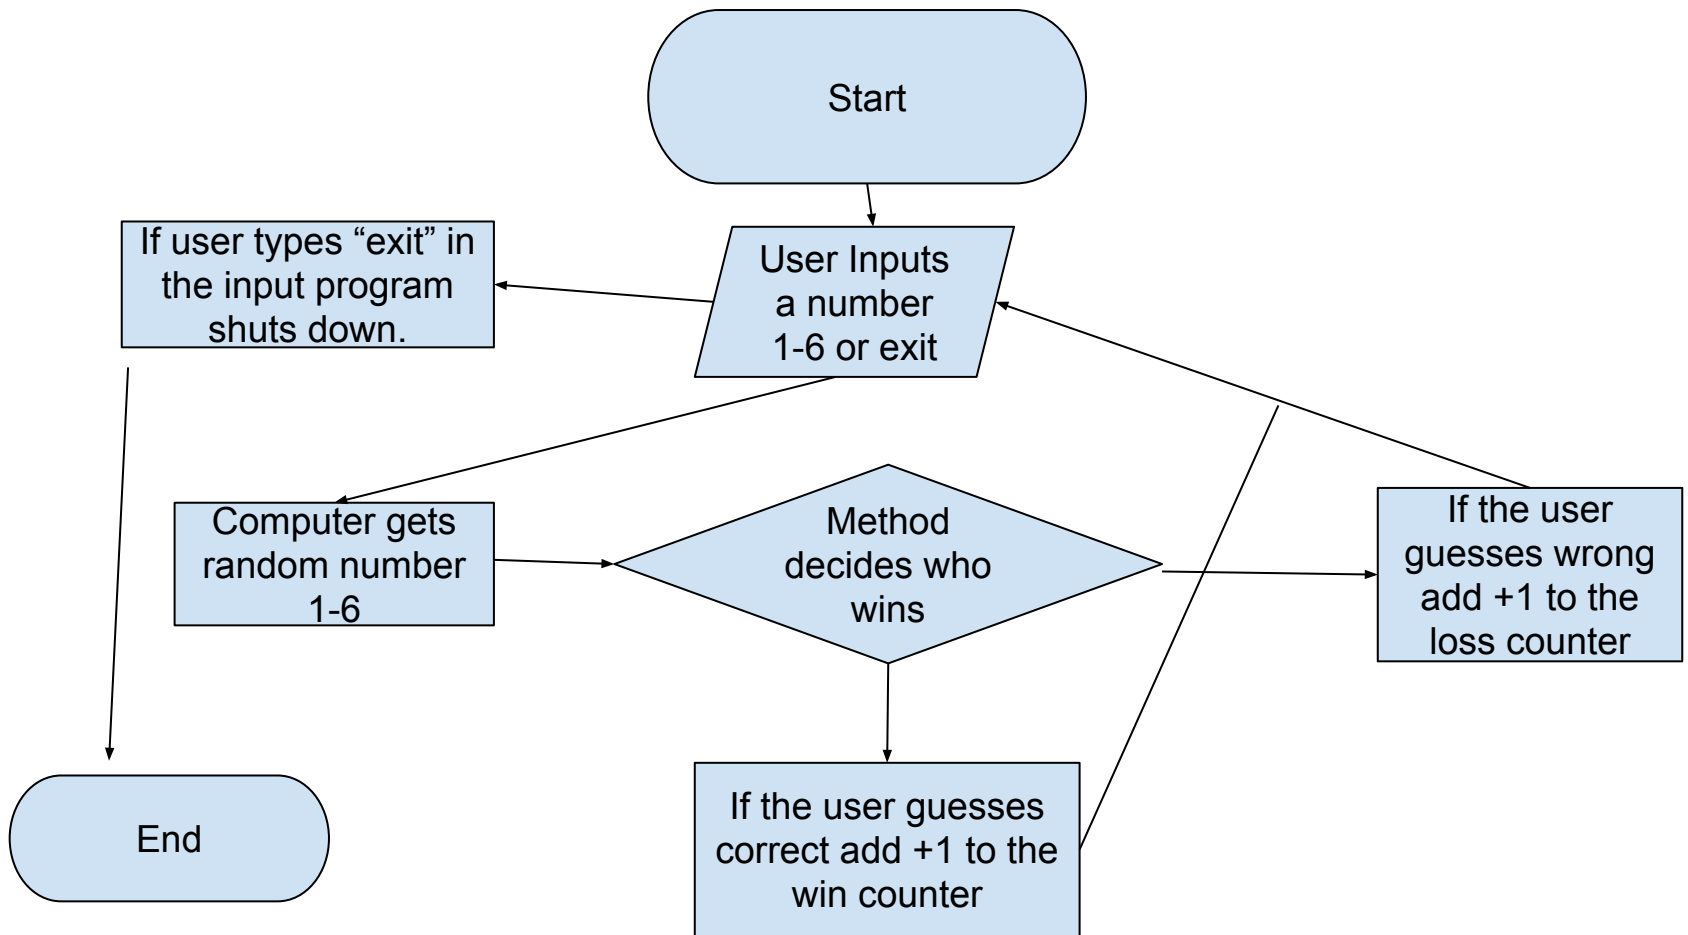 Start
If user types “exit” in
the input program
shuts down.
User Inputs
a number
1-6 or exit
Computer gets
random number
1-6
Method
decides who
wins
If the user
guesses wrong
add +1 to the
loss counter
If the user guesses
correct add +1 to the
win counter
End